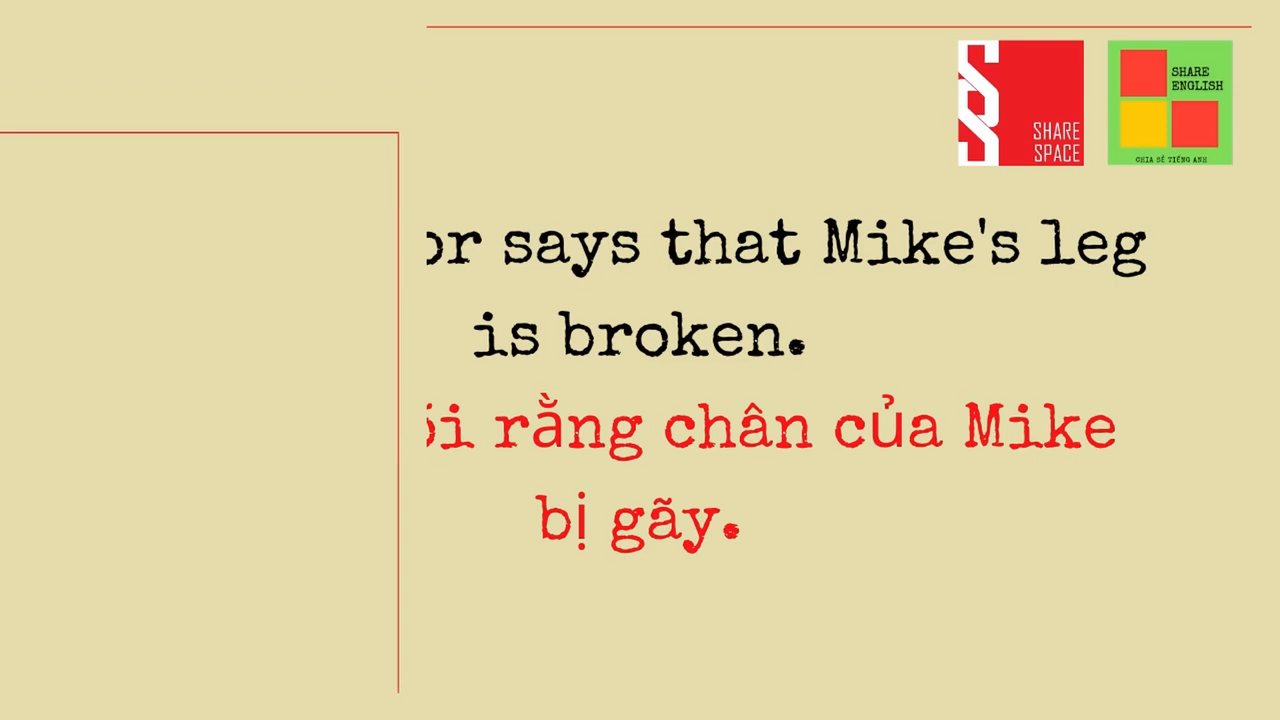 SHARE
SPACE
SHARE
ENGLISH
CHIA SẺ TIẾNG ANH
says that Mike's leg
is broken.
rằng chân của Mike
bị gãy.